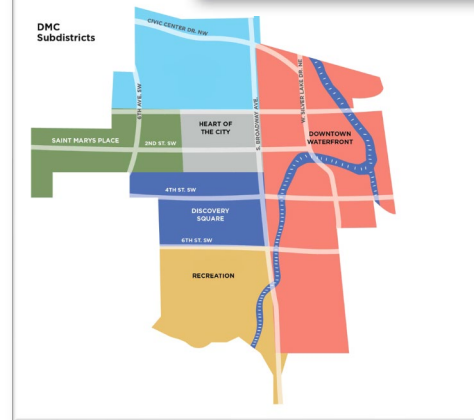 DMC
Subdistricts
CIVIC CENTER DR. NW
6TH AVE. SW
S. BROADWAY AVE.
W. SILVER LAKE DR. NE
HEART OF
THE CITY
DOWNTOWN
WATERFRONT
SAINT MARYS PLACE
2ND ST. SW
4TH ST. SW
DISCOVERY
SQUARE
6TH ST. SW
RECREATION